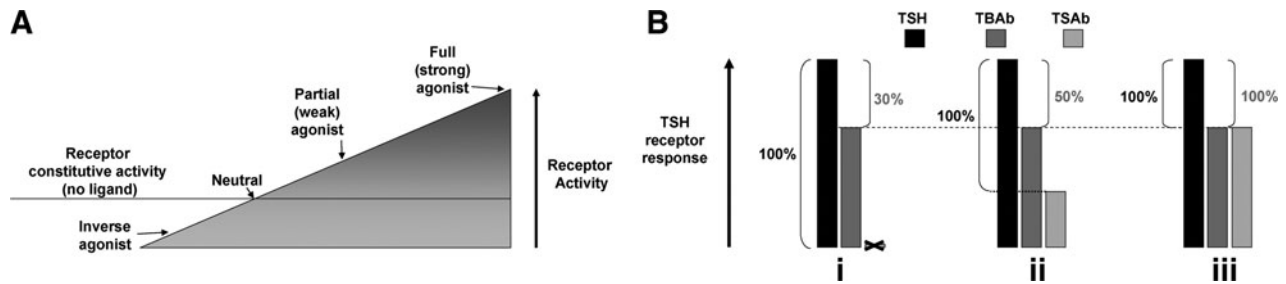 A
Full
(strong)
agonist
Partial
(weak)
agonist
Receptor
constitutive activity
(no ligand)
Neutral
Receptor
Activity
Inverse
agonist
B
TSH TBAb TSAb
TSH
receptor
response
100%
30%
100%
50%
100%
100%
i
ii
iii